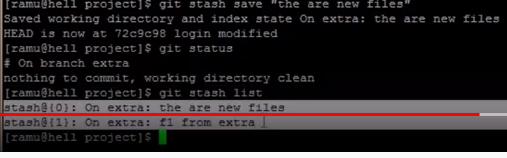 [ramu@hell project]$ git stash save "the are new files"
Saved working directory and index state On extra: the are new files
HEAD is now at 72c9c98 login modified
[ramu@hell project]$ git status
# On branch extra
nothing to commit, working directory clean
[ramu@hell project]$ git stash list
stash@{0}: On extra: the are new files
stash@{1}: On extra: f1 from extra
[ramu@hell project]$